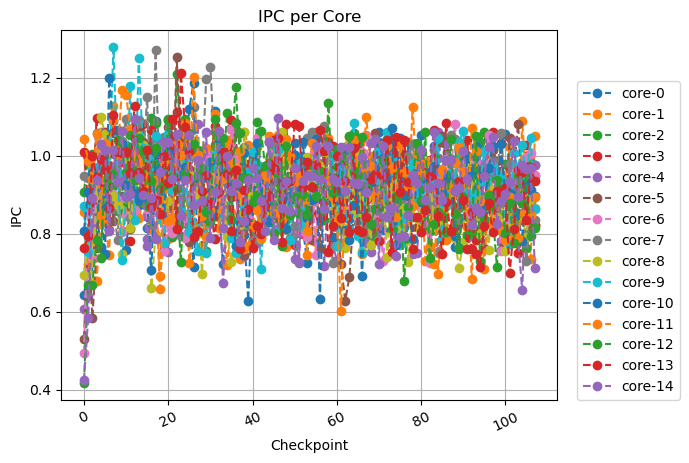 IPC per Core
IPC
1.2
1.0
0.8
0.6
0.4
0
20
40
60
80
100
Checkpoint
core-0
core-1
core-2
core-3
core-4
core-5
core-6
core-7
core-8
core-9
core-10
core-11
core-12
core-13
core-14